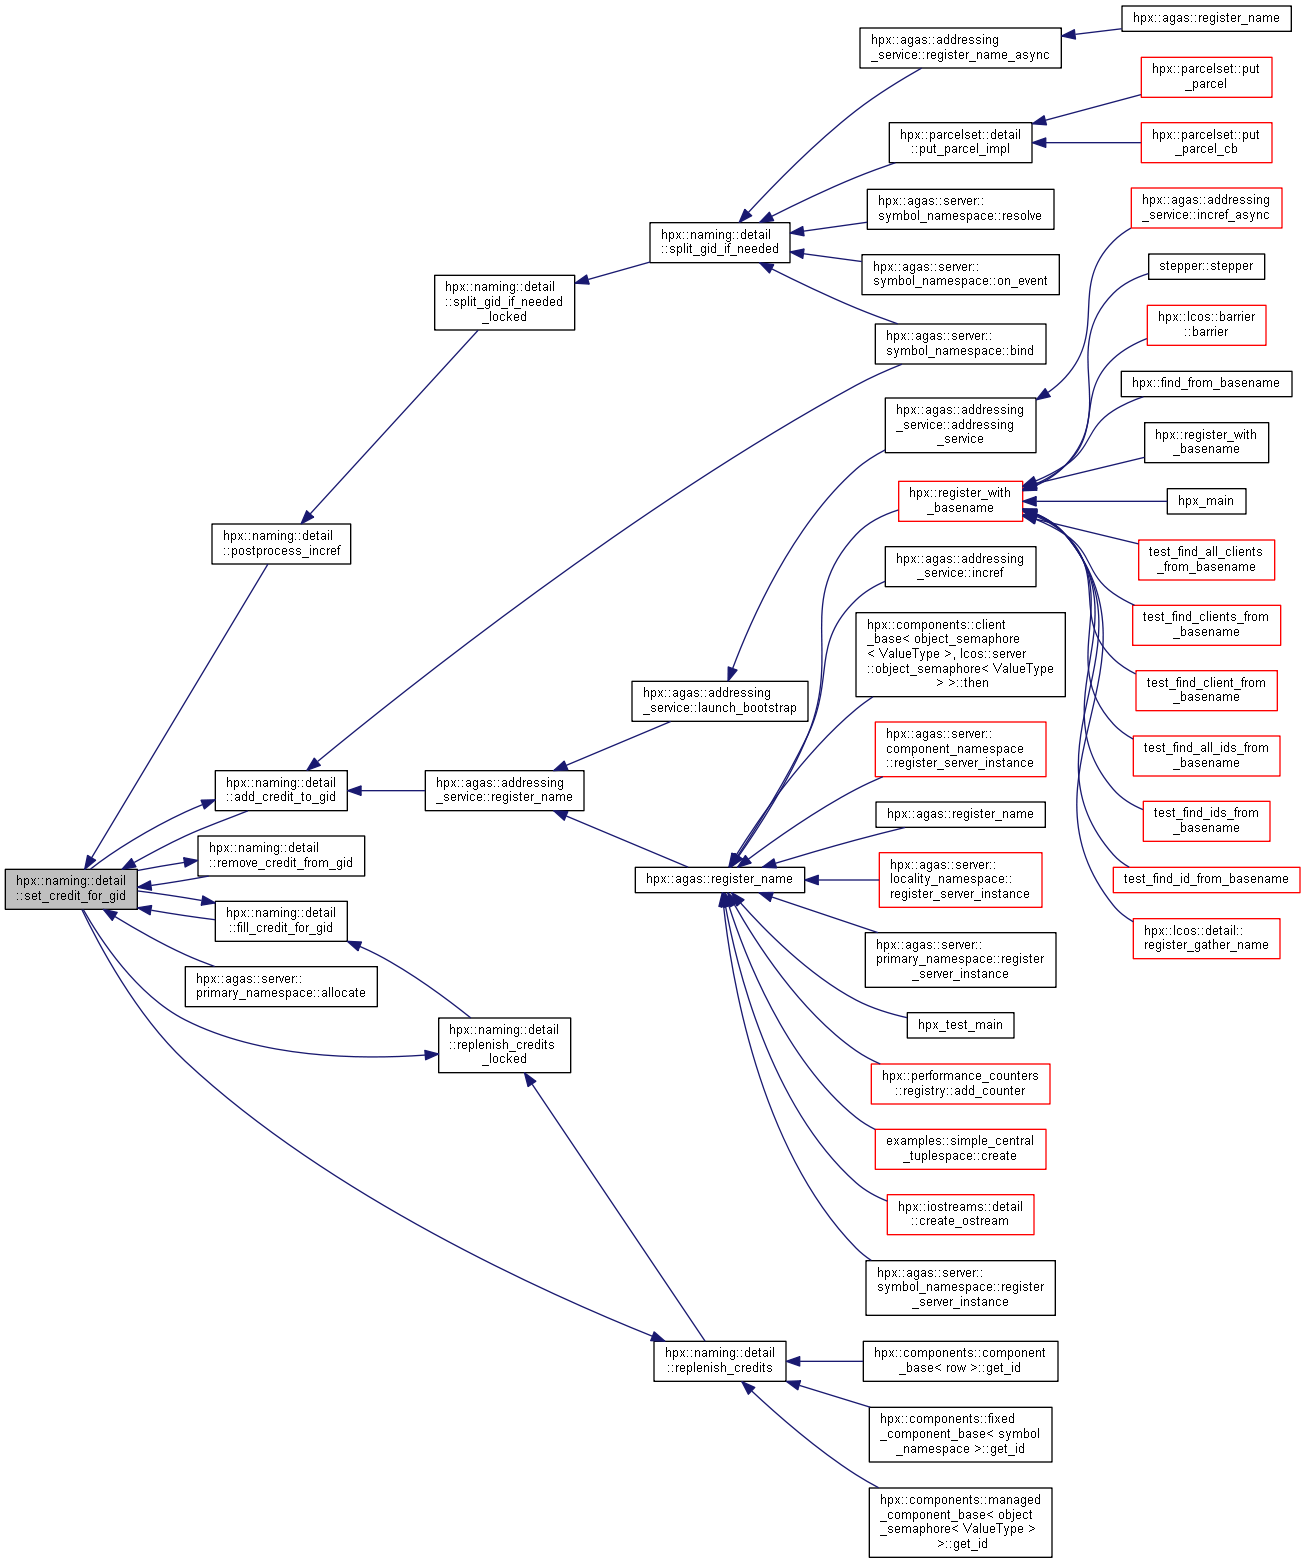 hpx::naming::detail
::set_credit_for_gid
hpx::naming::detail
::postprocess_incref
hpx::naming::detail
::add_credit_to_gid
hpx::naming::detail
::remove_credit_from_gid
hpx::naming::detail
::fill_credit_for_gid
hpx::agas::server::
primary_namespace::allocate
hpx::naming::detail
::split_gid_if_needed
_locked
hpx::agas::addressing
_service::register_name
hpx::naming::detail
::replenish_credits
_locked
hpx::naming::detail
::split_gid_if_needed
hpx::agas::addressing
_service::launch_bootstrap
hpx::agas::register_name
hpx::naming::detail
::replenish_credits
hpx::agas::addressing
_service::register_name_async
hpx::parcelset::detail
::put_parcel_impl
hpx::agas::server::
symbol_namespace::resolve
hpx::agas::server::
symbol_namespace::on_event
hpx::agas::server::
symbol_namespace::bind
hpx::agas::addressing
_service::addressing
_service
hpx::register_with
_basename
hpx::agas::addressing
_service::incref
hpx::components::client
_base< object_semaphore
< ValueType >, lcos::server
::object_semaphore< ValueType
> >::then
hpx::agas::server::
component_namespace
::register_server_instance
hpx::agas::register_name
hpx::agas::server::
locality_namespace::
register_server_instance
hpx::agas::server::
primary_namespace::register
_server_instance
hpx_test_main
hpx::performance_counters
::registry::add_counter
examples::simple_central
_tuplespace::create
hpx::iostreams::detail
::create_ostream
hpx::agas::server::
symbol_namespace::register
_server_instance
hpx::components::component
_base< row >::get_id
hpx::components::fixed
_component_base< symbol
_namespace >::get_id
hpx::components::managed
_component_base< object
_semaphore< ValueType >
>::get_id
hpx::agas::register_name
hpx::parcelset::put
_parcel
hpx::parcelset::put
_parcel_cb
hpx::agas::addressing
_service::incref_async
stepper::stepper
hpx::lcos::barrier
::barrier
hpx::find_from_basename
hpx::register_with
_basename
hpx_main
test_find_all_clients
_from_basename
test_find_clients_from
_basename
test_find_client_from
_basename
test_find_all_ids_from
_basename
test_find_ids_from
_basename
test_find_id_from_basename
hpx::lcos::detail::
register_gather_name